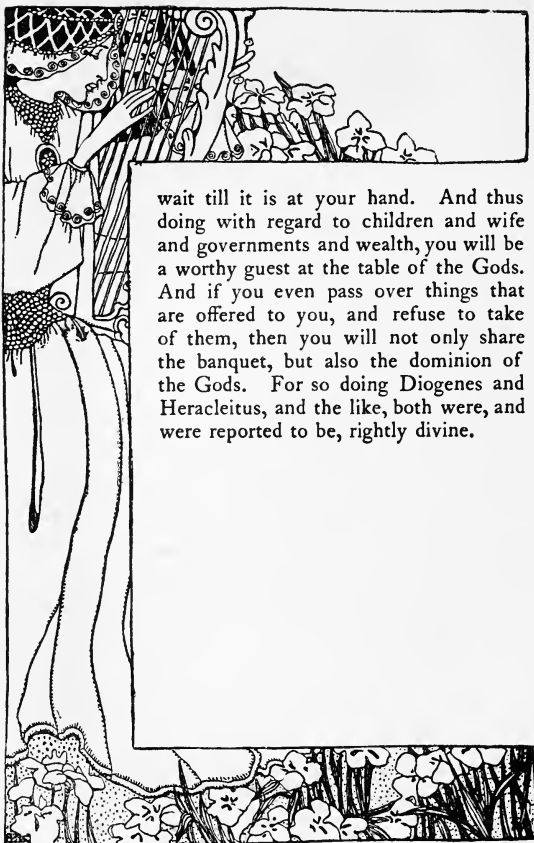 wait till it is at your hand. And thus
doing with regard to children and wife
and governments and wealth, you will be
a worthy guest at the table of the Gods.
And if you even pass over things that
are offered to you, and refuse to take
of them, then you will not only share
the banquet, but also the dominion of
the Gods. For so doing Diogenes and
Heracleitus, and the like, both were, and
were reported to be, rightly divine.